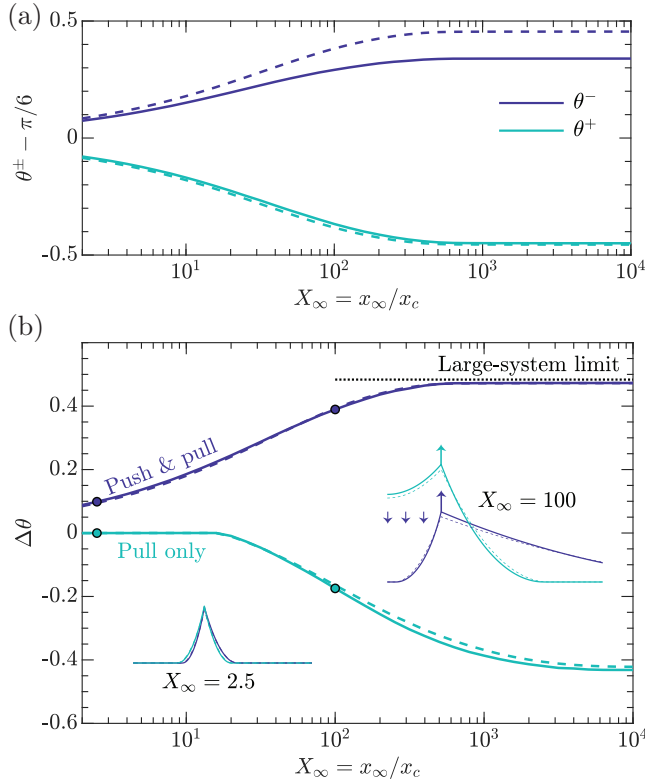 (a)
0.5
0
-0.5
θ± − π/6
θ−
θ+
10¹ 10² 10³ 10⁴
X∞ = x∞/xc
(b)
0.4
0.2
0
-0.2
-0.4
-0.6
Δθ
Large-system limit
Push & pull
Pull only
X∞ = 100
X∞ = 2.5
10¹ 10² 10³ 10⁴
X∞ = x∞/xc